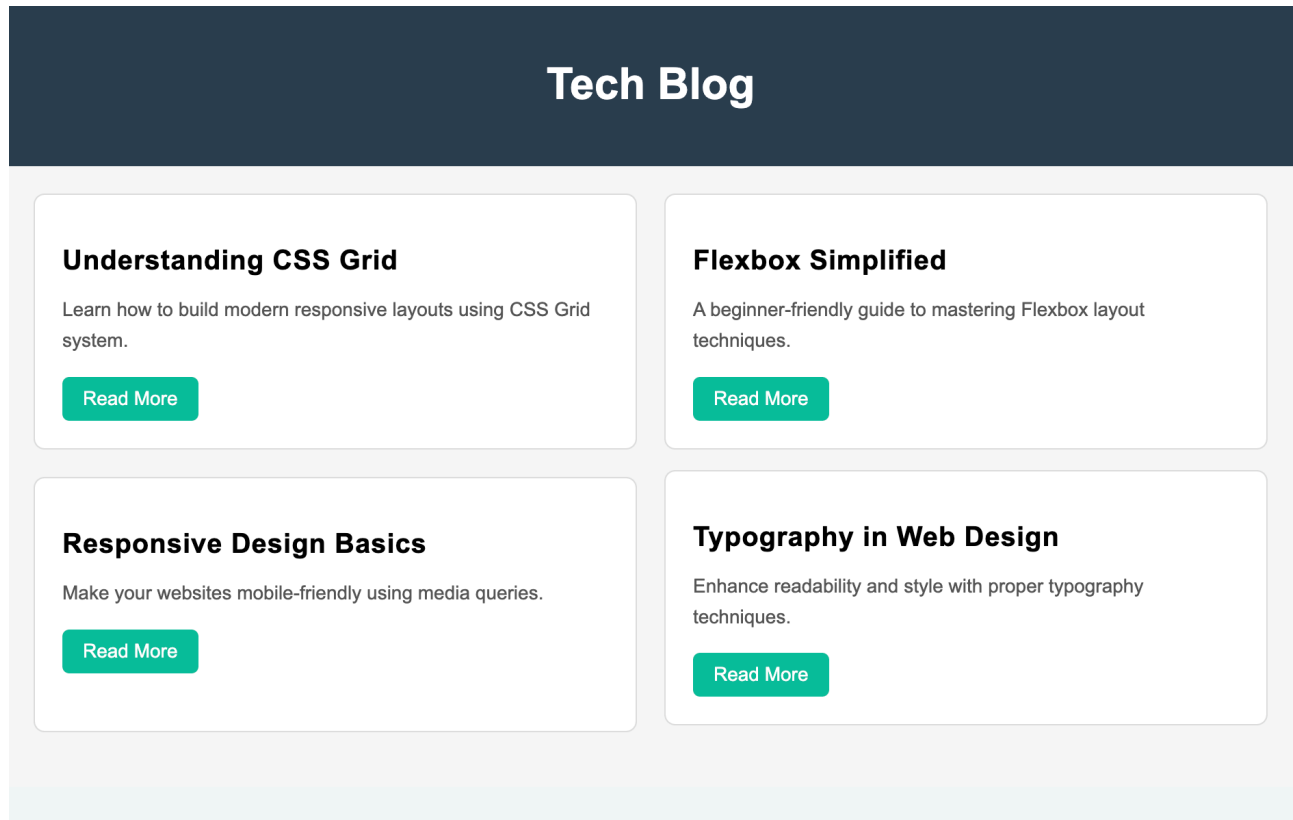 Tech Blog
Understanding CSS Grid
Learn how to build modern responsive layouts using CSS Grid
system.
Read More
Flexbox Simplified
A beginner-friendly guide to mastering Flexbox layout
techniques.
Read More
Responsive Design Basics
Make your websites mobile-friendly using media queries.
Read More
Typography in Web Design
Enhance readability and style with proper typography
techniques.
Read More